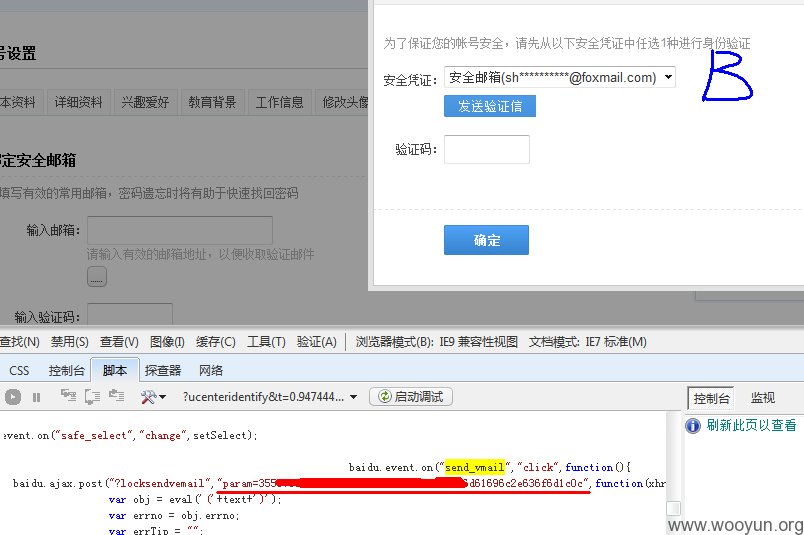 为了保证您的帐号安全，请先从以下安全凭证中任选1种进行身份验证
号设置
安全凭证： 安全邮箱(sh**********@foxmail.com)
B
本资料 详细资料 兴趣爱好 教育背景 工作信息 修改头像
发送验证信
验证码：
定安全邮箱
填写有效的常用邮箱，密码遗忘时将有助于快速找回密码
输入邮箱：
请输入有效的邮箱地址，以便收取验证邮件
确定
输入验证码：
查找(N) 禁用(S) 查看(V) 图像(I) 缓存(C) 工具(T) 验证(A) 浏览器模式(B): IE9 兼容性视图 文档模式: IE7 标准(M)
CSS 控制台 脚本 探查器 网络
?ucenteridentify&t=0.947444... 启动调试
控制台 监视
刷新此页以查看
event.on("safe_select","change",setSelect);
baidu.event.on("send_vmail","click",function(){
baidu.ajax.post("?locksendvemail","param=355 d61696c2e636f6d1c0c",function(xhr
var obj = eval('('+text+')');
var errno = obj.errno;
var errTip = "";
www.wooyun.org